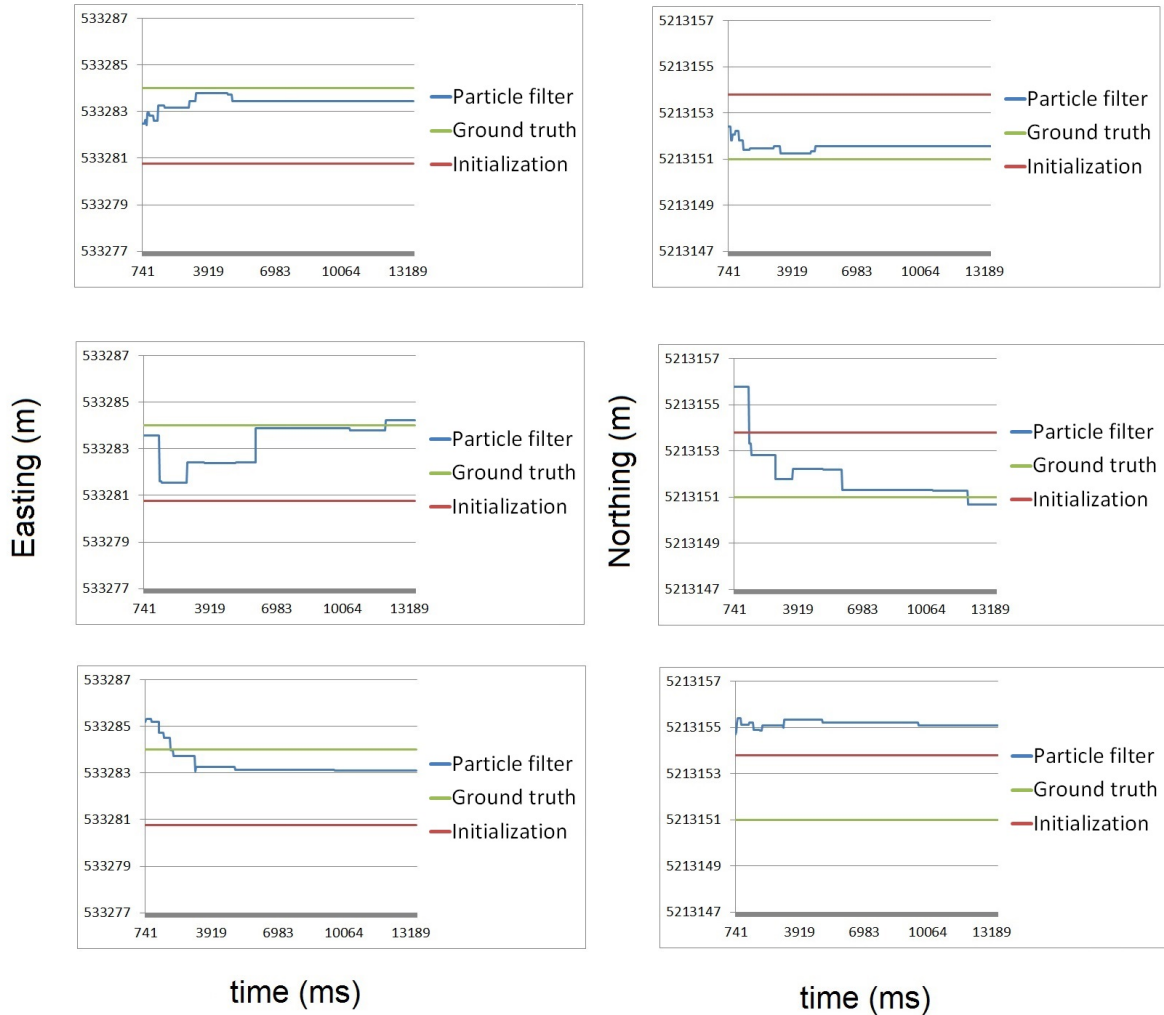 533287
533285
533283
533281
533279
533277
741 3919 6983 10064 13189
Particle filter
Ground truth
Initialization
5213157
5213155
5213153
5213151
5213149
5213147
741 3919 6983 10064 13189
Particle filter
Ground truth
Initialization
Easting (m)
533287
533285
533283
533281
533279
533277
741 3919 6983 10064 13189
Particle filter
Ground truth
Initialization
Northing (m)
5213157
5213155
5213153
5213151
5213149
5213147
741 3919 6983 10064 13189
Particle filter
Ground truth
Initialization
533287
533285
533283
533281
533279
533277
741 3919 6983 10064 13189
Particle filter
Ground truth
Initialization
5213157
5213155
5213153
5213151
5213149
5213147
741 3919 6983 10064 13189
Particle filter
Ground truth
Initialization
time (ms)
time (ms)